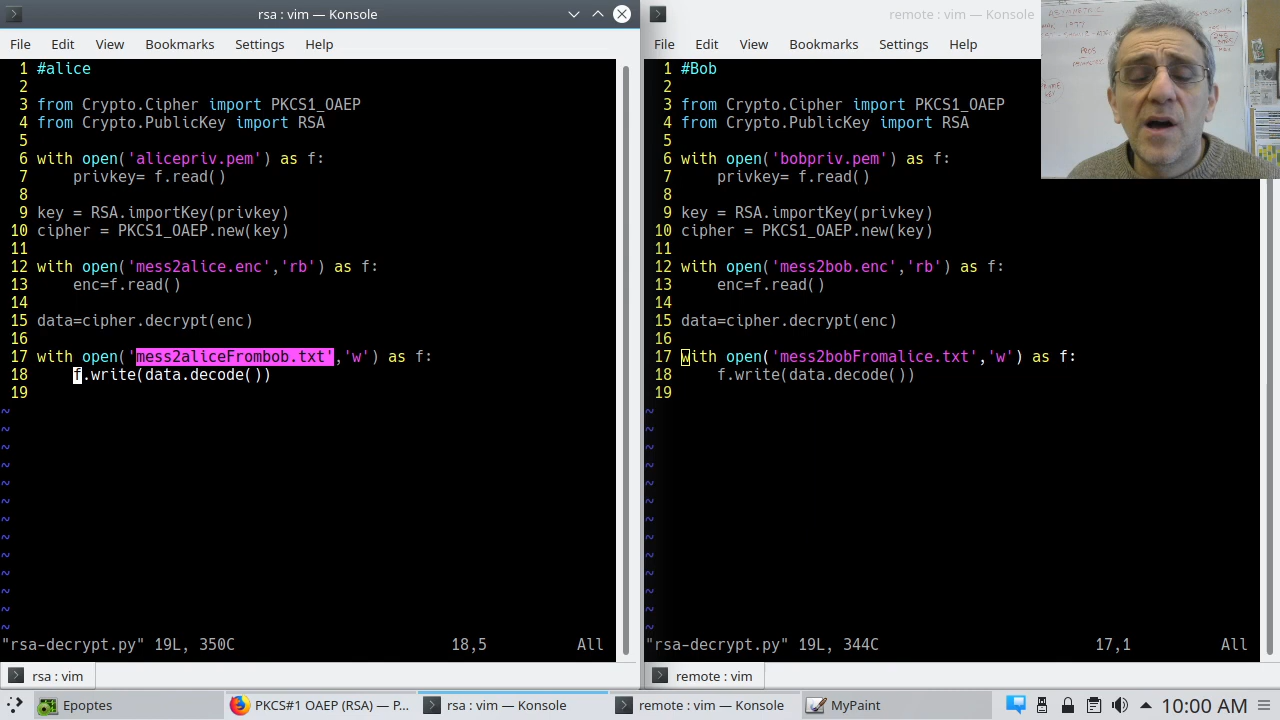 rsa : vim — Konsole
File Edit View Bookmarks Settings Help
1 #alice
2
3 from Crypto.Cipher import PKCS1_OAEP
4 from Crypto.PublicKey import RSA
5
6 with open('alicepriv.pem') as f:
7     privkey= f.read()
8
9 key = RSA.importKey(privkey)
10 cipher = PKCS1_OAEP.new(key)
11
12 with open('mess2alice.enc','rb') as f:
13     enc=f.read()
14
15 data=cipher.decrypt(enc)
16
17 with open('mess2aliceFrombob.txt','w') as f:
18     f.write(data.decode())
19
~
~
~
~
~
~
~
~
~
~
~
~
~
"rsa-decrypt.py" 19L, 350C 18,5 All
rsa : vim
remote : vim — Konsole
File Edit View Bookmarks Settings Help
1 #Bob
2
3 from Crypto.Cipher import PKCS1_OAEP
4 from Crypto.PublicKey import RSA
5
6 with open('bobpriv.pem') as f:
7     privkey= f.read()
8
9 key = RSA.importKey(privkey)
10 cipher = PKCS1_OAEP.new(key)
11
12 with open('mess2bob.enc','rb') as f:
13     enc=f.read()
14
15 data=cipher.decrypt(enc)
16
17 with open('mess2bobFromalice.txt','w') as f:
18     f.write(data.decode())
19
~
~
~
~
~
~
~
~
~
~
~
~
~
"rsa-decrypt.py" 19L, 344C 17,1 All
remote : vim
Epoptes PKCS#1 OAEP (RSA) — P... rsa : vim — Konsole remote : vim — Konsole MyPaint 10:00 AM